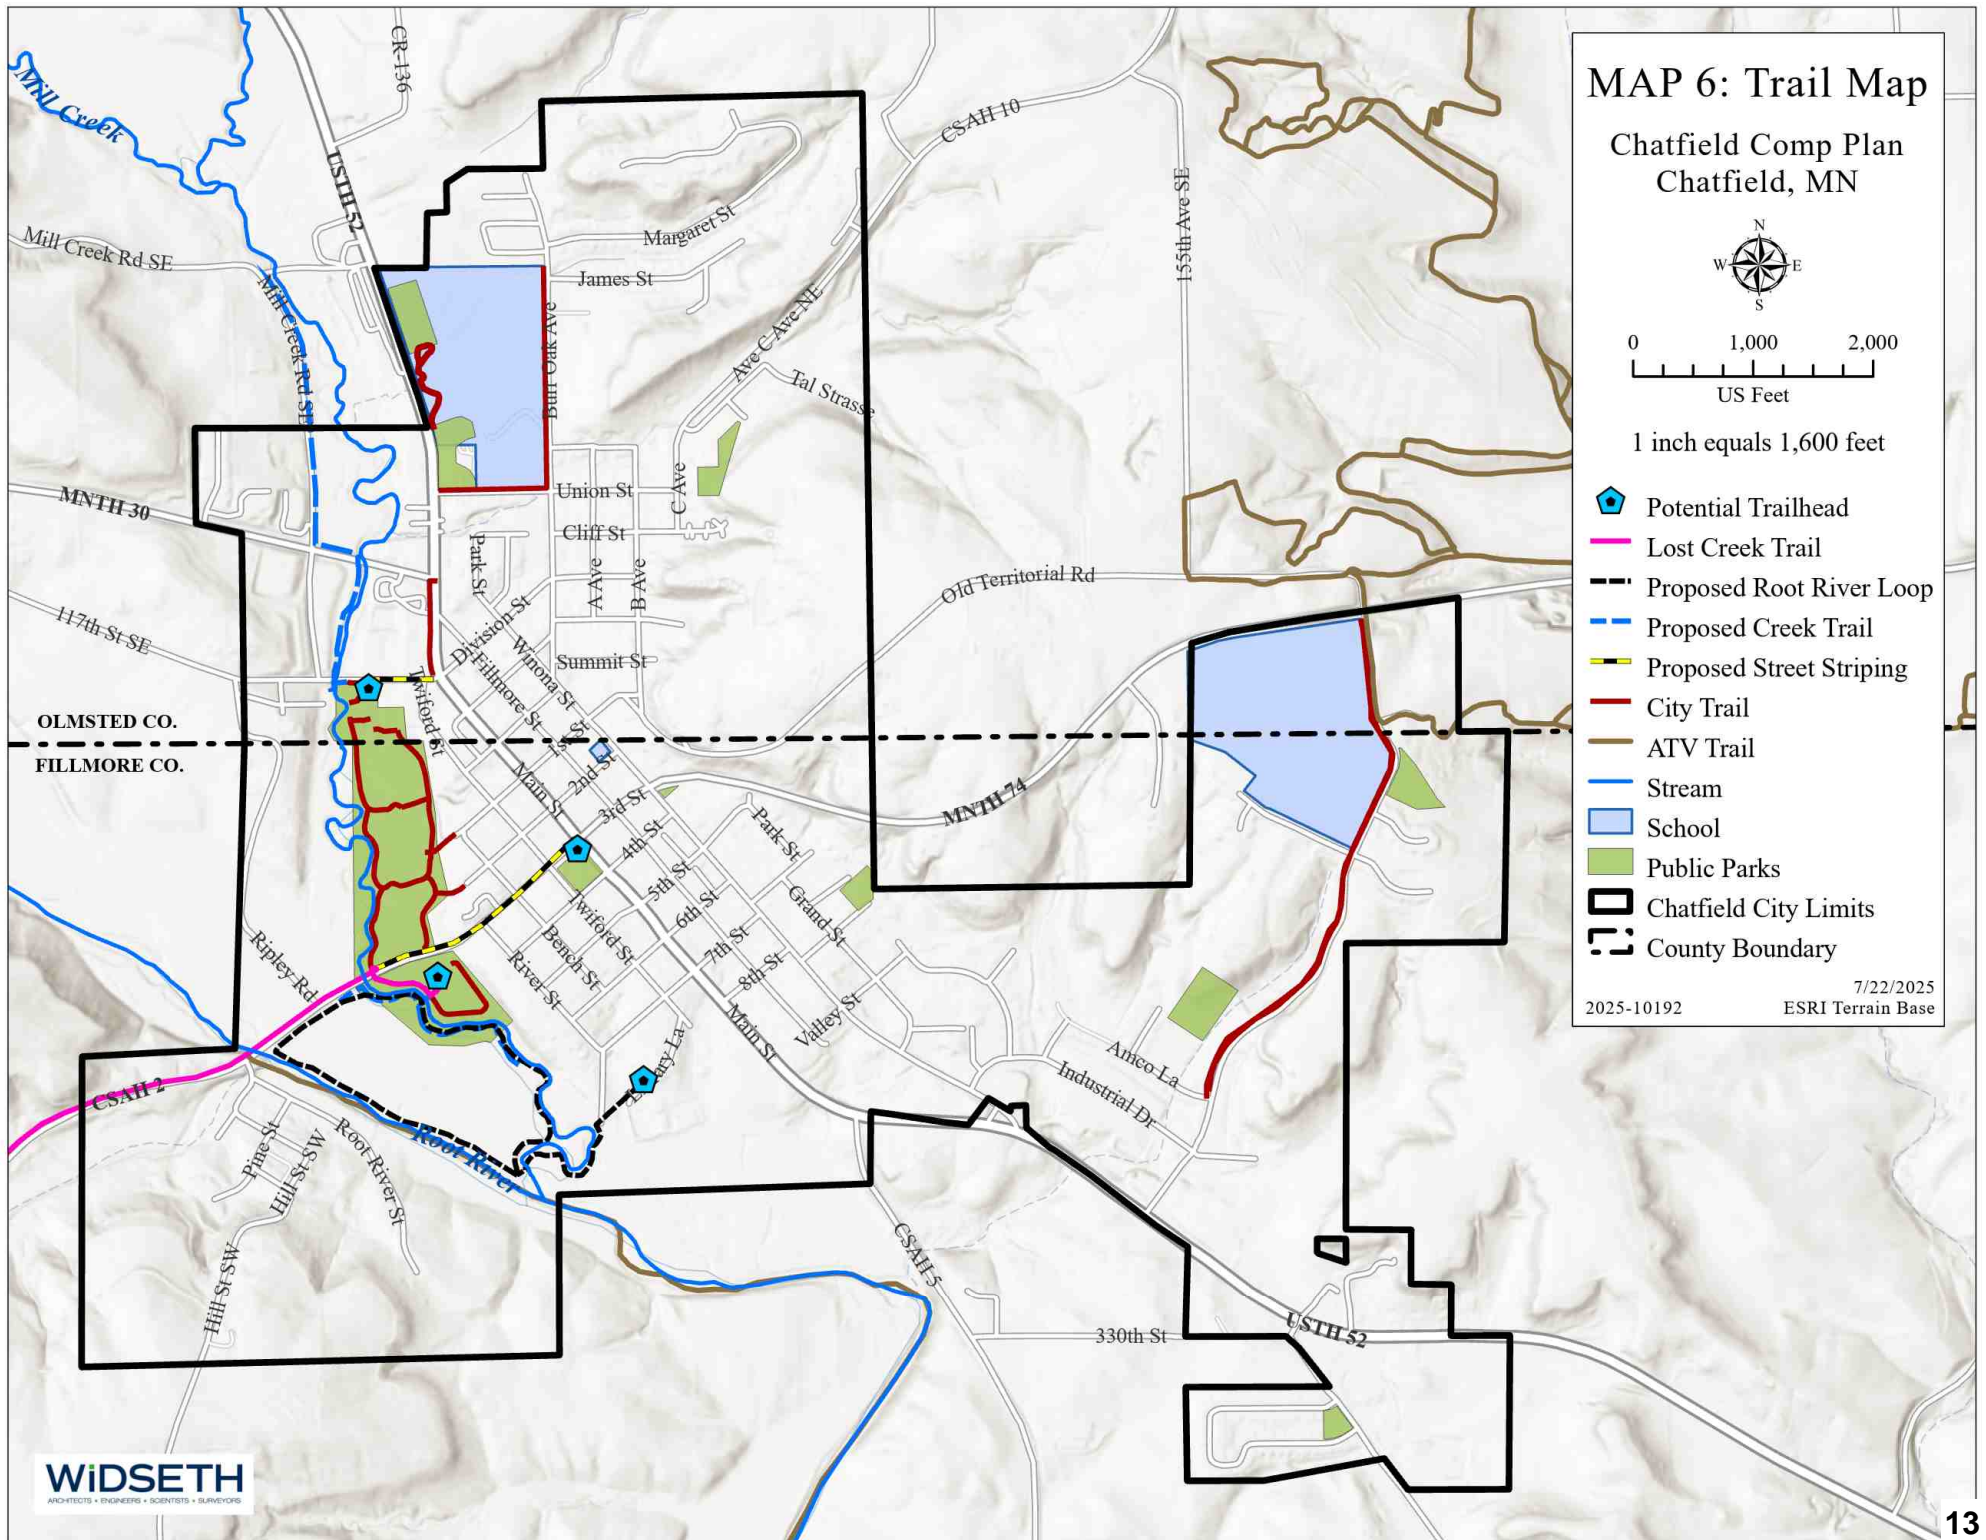 MAP 6: Trail Map
Chatfield Comp Plan
Chatfield, MN
N
W E
S
0 1,000 2,000
US Feet
1 inch equals 1,600 feet
Potential Trailhead
Lost Creek Trail
Proposed Root River Loop
Proposed Creek Trail
Proposed Street Striping
City Trail
ATV Trail
Stream
School
Public Parks
Chatfield City Limits
County Boundary
7/22/2025
2025-10192 ESRI Terrain Base
Mill Creek
CR-136
USTH 52
CSAH 10
155th Ave SE
Mill Creek Rd SE
Mill Creek Rd SE
Margaret St
James St
Burr Oak Ave
Ave C Ave NE
Tal Strasse
MNTH 30
Union St
C Ave
Cliff St
Park St
A Ave
B Ave
Old Territorial Rd
117th St SE
Division St
Winona St
Fillmore St
Summit St
Twiford St
OLMSTED CO.
FILLMORE CO.
1st St
2nd St
Main St
3rd St
MNTH 74
4th St
Park St
5th St
6th St
Grand St
Twiford St
Bench St
River St
7th St
8th St
Ripley Rd
Valley St
Main St
Amco La
Industrial Dr
CSAH 2
Root River
Pine St
Hill St SW
Root River St
Hill St SW
CSAH 5
330th St
USTH 52
WiDSETH
ARCHITECTS • ENGINEERS • SCIENTISTS • SURVEYORS
13